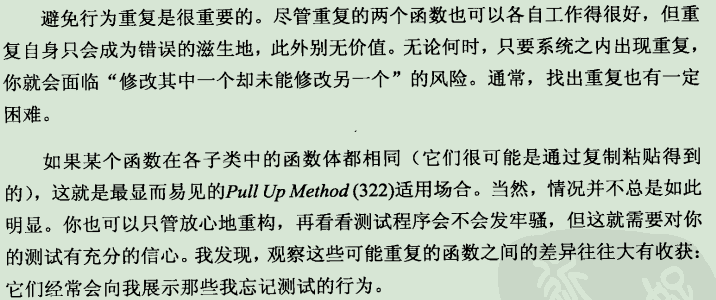 避免行为重复是很重要的。尽管重复的两个函数也可以各自工作得很好，但重
复自身只会成为错误的滋生地，此外别无价值。无论何时，只要系统之内出现重复，
你就会面临“修改其中一个却未能修改另一个”的风险。通常，找出重复也有一定
困难。
如果某个函数在各子类中的函数体都相同（它们很可能是通过复制粘贴得到
的），这就是最显而易见的Pull Up Method (322)适用场合。当然，情况并不总是如此
明显。你也可以只管放心地重构，再看看测试程序会不会发牢骚，但这就需要对你
的测试有充分的信心。我发现，观察这些可能重复的函数之间的差异往往大有收获：
它们经常会向我展示那些我忘记测试的行为。